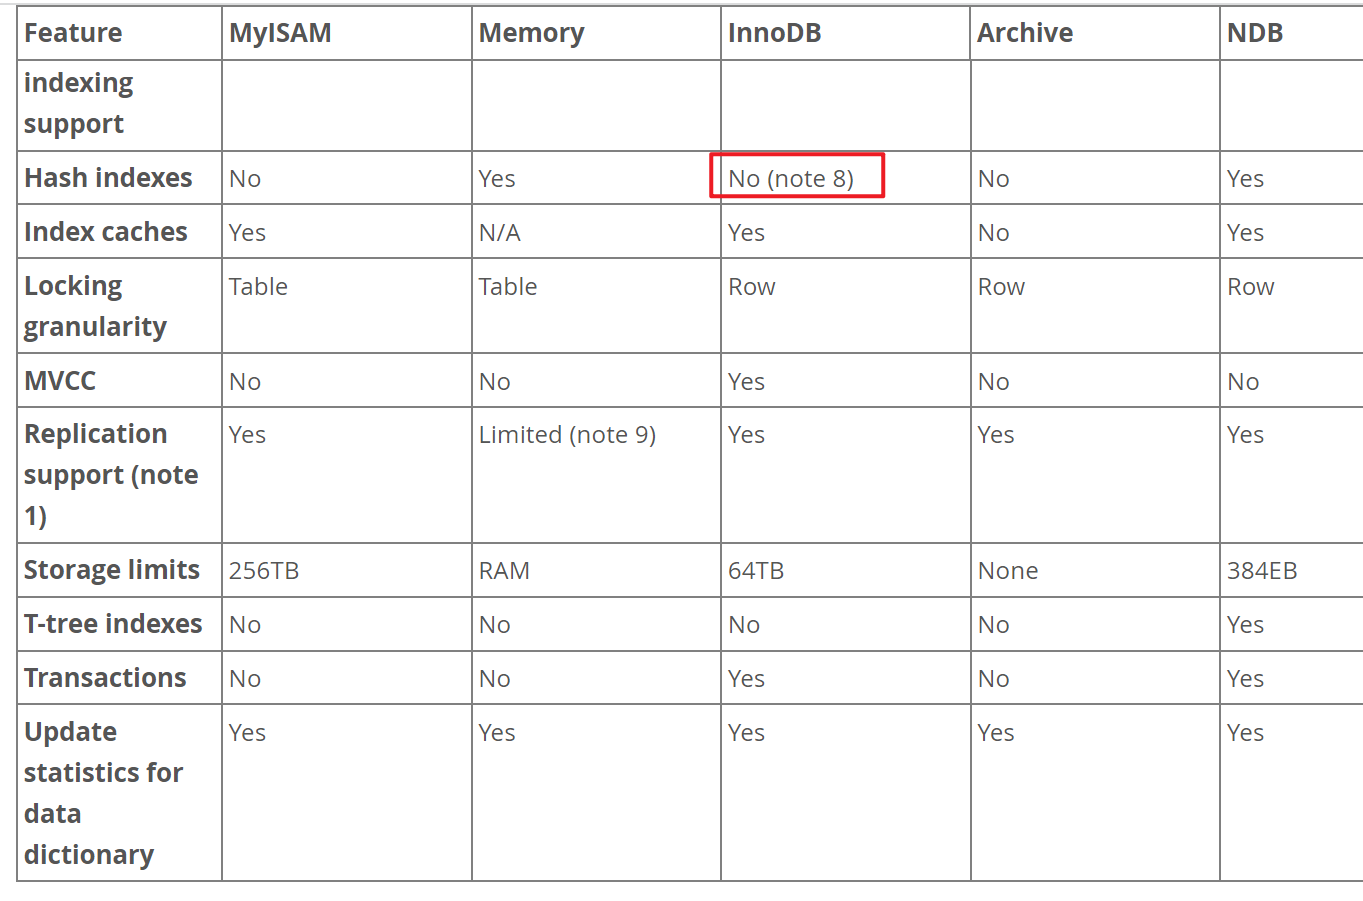 Feature MyISAM Memory InnoDB Archive NDB
indexing
support
Hash indexes No Yes No (note 8) No Yes
Index caches Yes N/A Yes No Yes
Locking Table Table Row Row Row
granularity
MVCC No No Yes No No
Replication Yes Limited (note 9) Yes Yes Yes
support (note
1)
Storage limits 256TB RAM 64TB None 384EB
T-tree indexes No No No No Yes
Transactions No No Yes No Yes
Update Yes Yes Yes Yes Yes
statistics for
data
dictionary